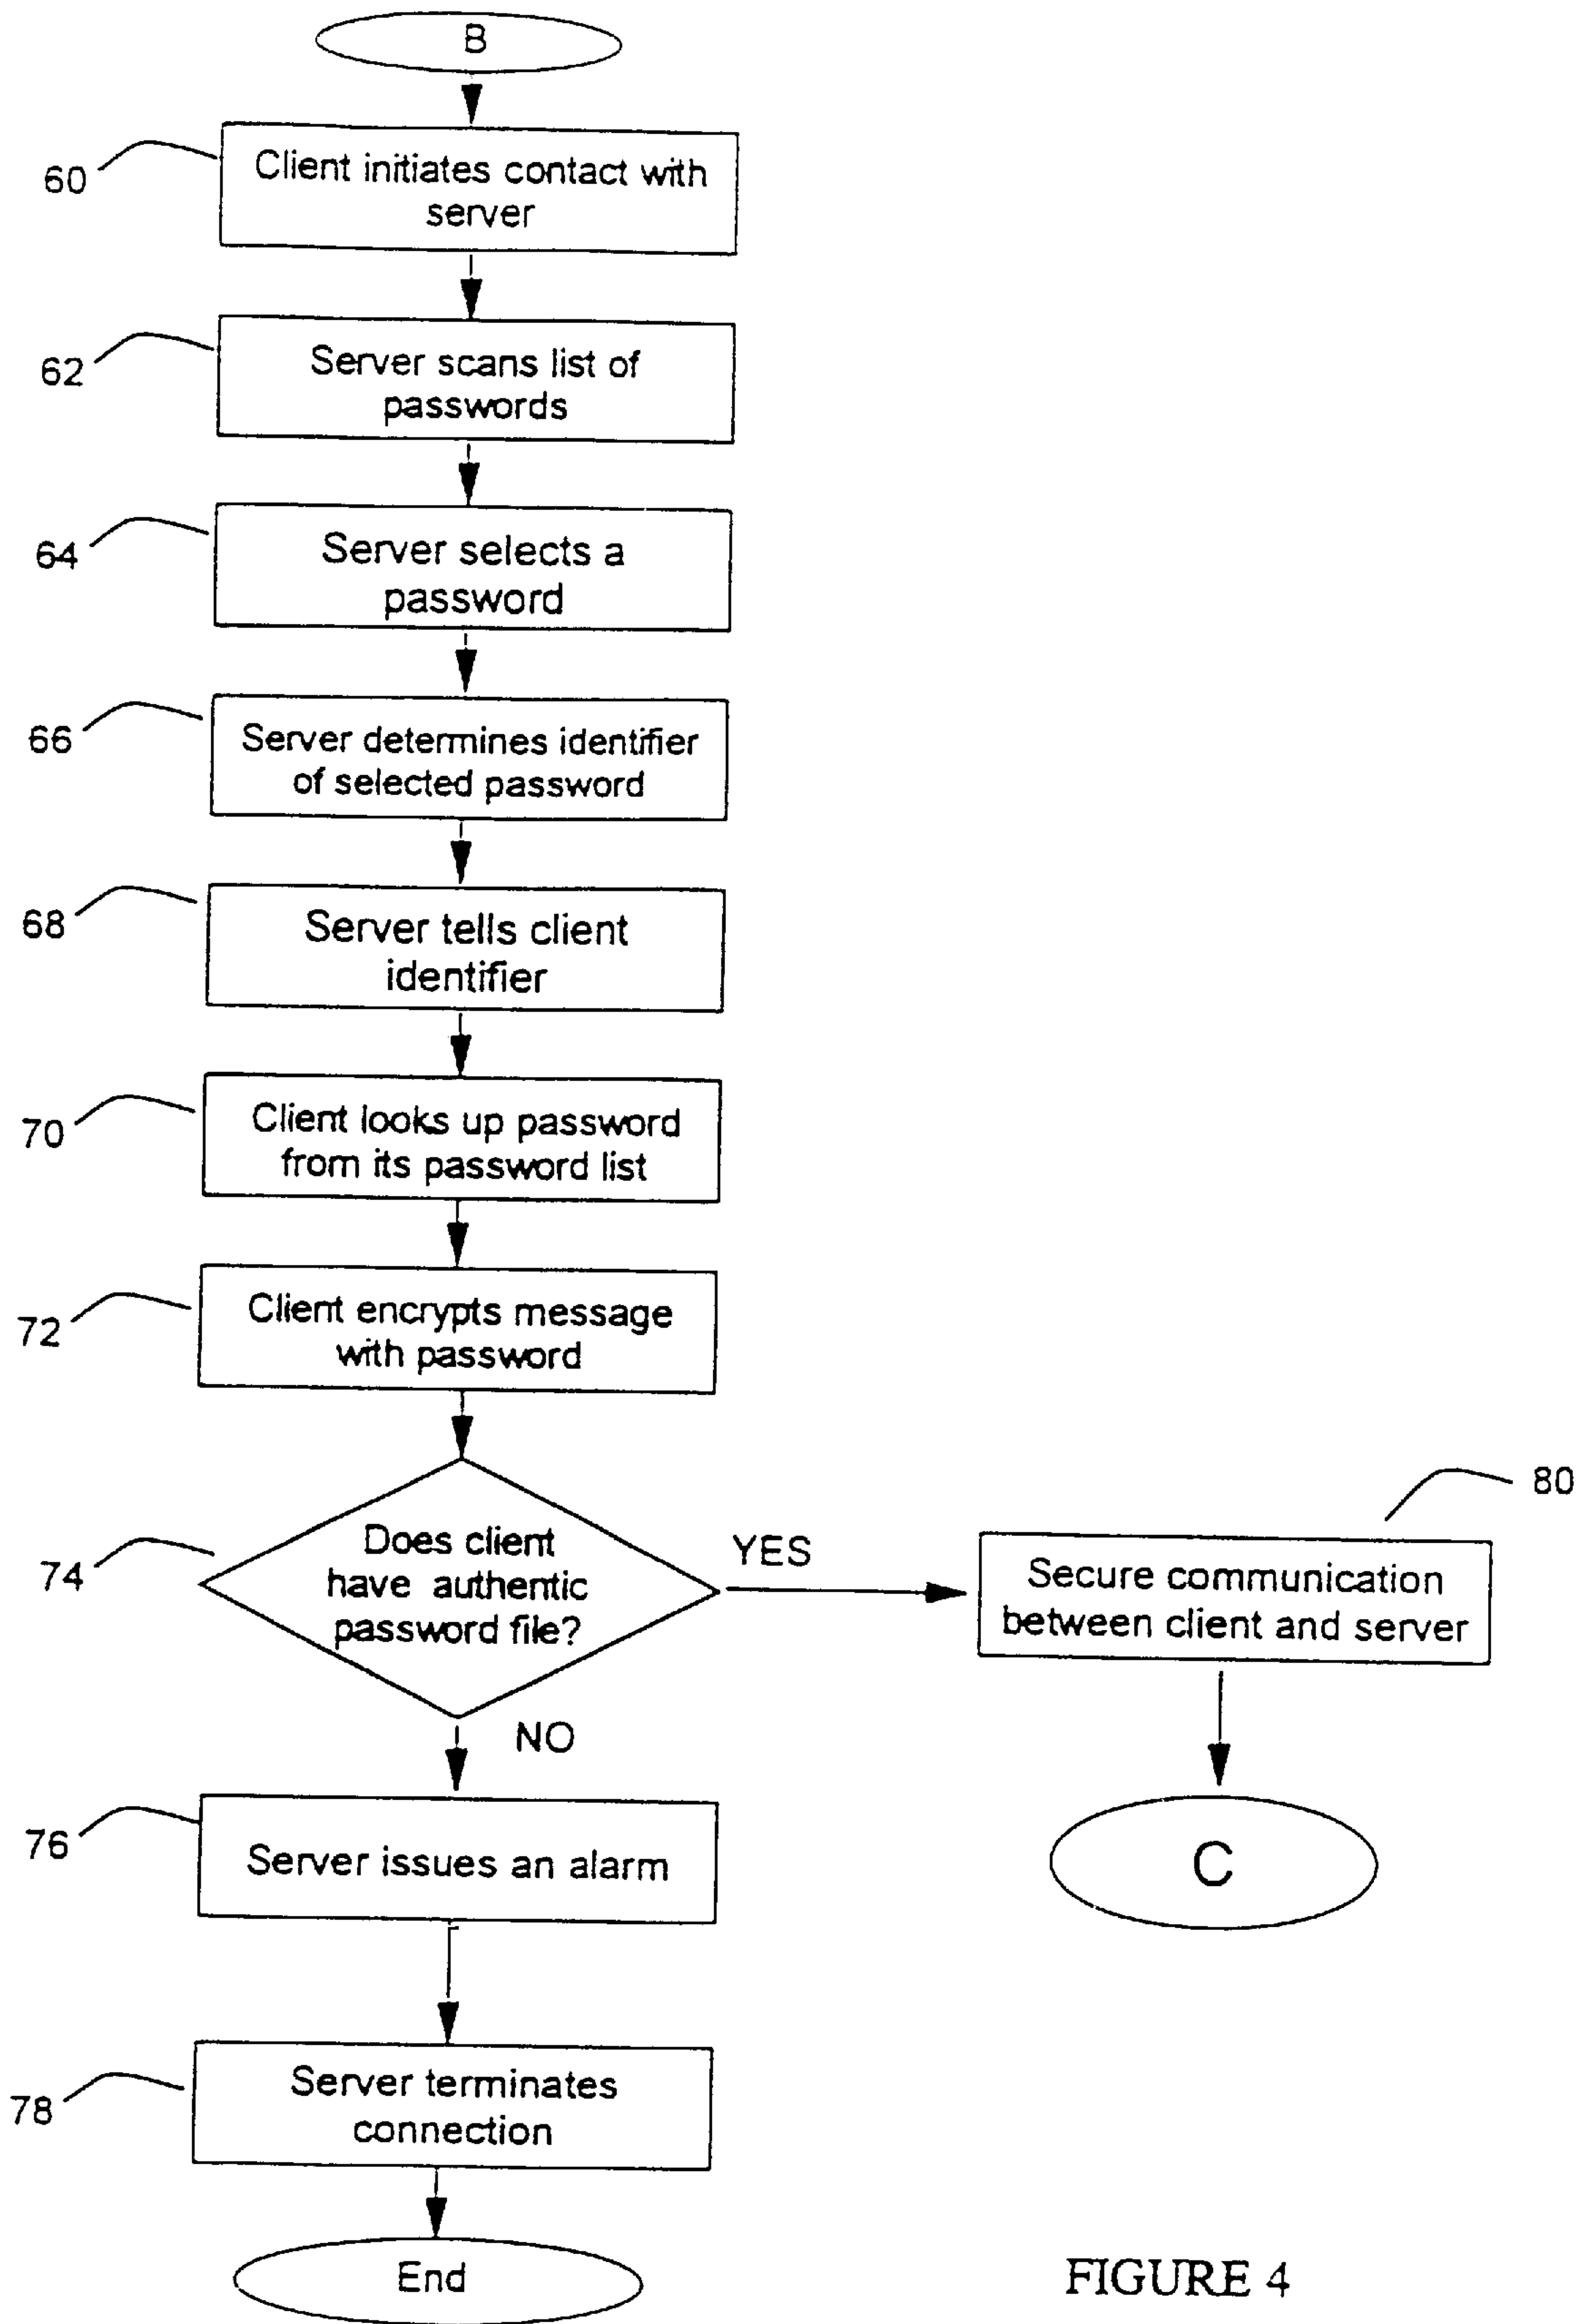 B
60
Client initiates contact with
server
62
Server scans list of
passwords
64
Server selects a
password
66
Server determines identifier
of selected password
68
Server tells client
identifier
70
Client looks up password
from its password list
72
Client encrypts message
with password
74
Does client
have authentic
password file?
YES
80
Secure communication
between client and server
NO
C
76
Server issues an alarm
78
Server terminates
connection
End
FIGURE 4